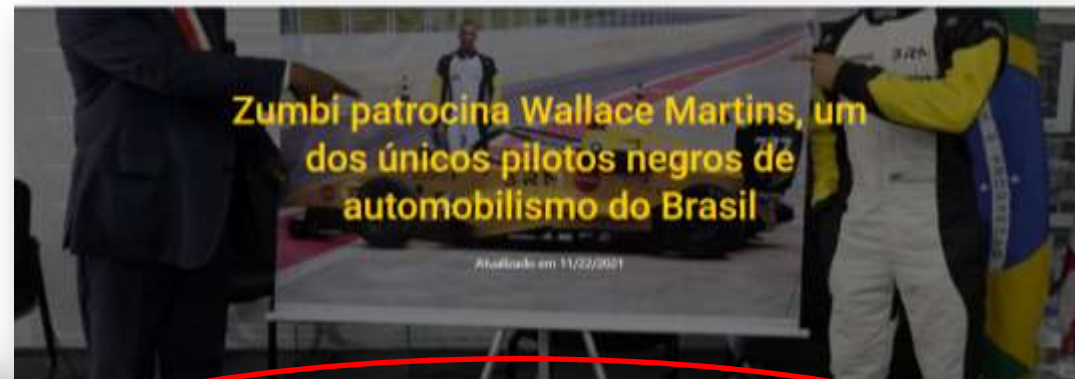 Zumbi patrocina Wallace Martins, um
dos únicos pilotos negros de
automobilismo do Brasil
Atualizado em 11/22/2021